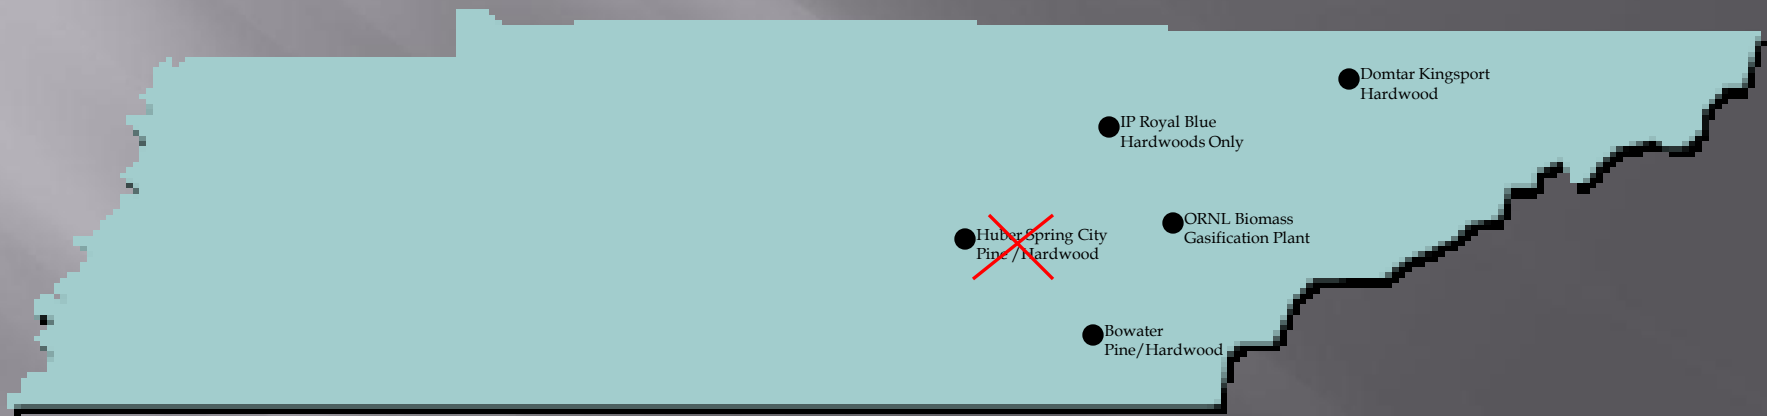 Domtar Kingsport
Hardwood
IP Royal Blue
Hardwoods Only
ORNL Biomass
Gasification Plant
Huber Spring City
Pine /Hardwood
Bowater
Pine/Hardwood